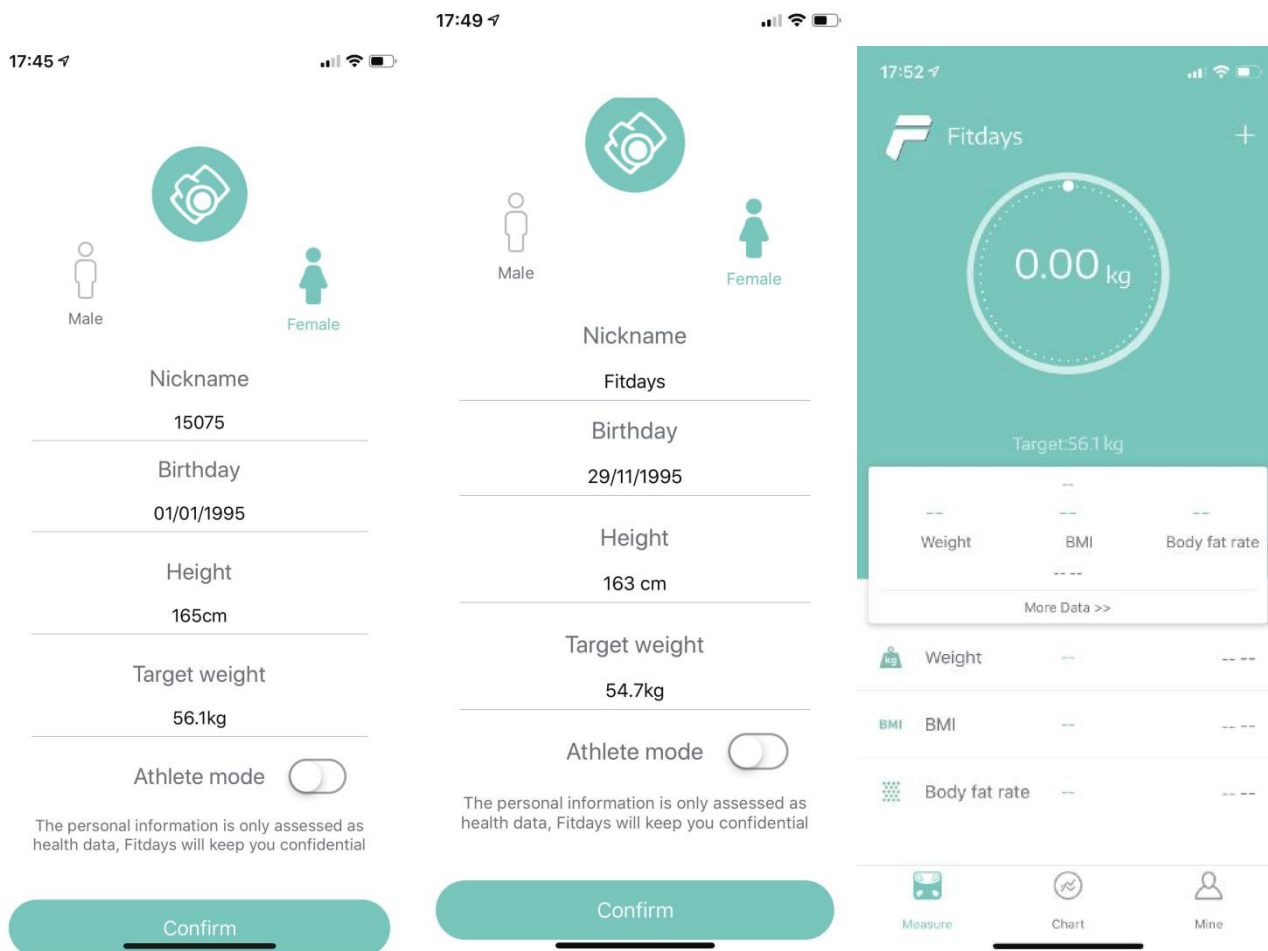 17:45
Male
Female
Nickname
15075
Birthday
01/01/1995
Height
165cm
Target weight
56.1kg
Athlete mode
The personal information is only assessed as
health data, Fitdays will keep you confidential
Confirm
17:49
Male
Female
Nickname
Fitdays
Birthday
29/11/1995
Height
163 cm
Target weight
54.7kg
Athlete mode
The personal information is only assessed as
health data, Fitdays will keep you confidential
Confirm
17:52
Fitdays
+
0.00 kg
Target:56.1 kg
--
-- -- --
Weight BMI Body fat rate
-- --
More Data >>
kg Weight -- -- --
BMI BMI -- -- --
Body fat rate -- -- --
Measure Chart Mine